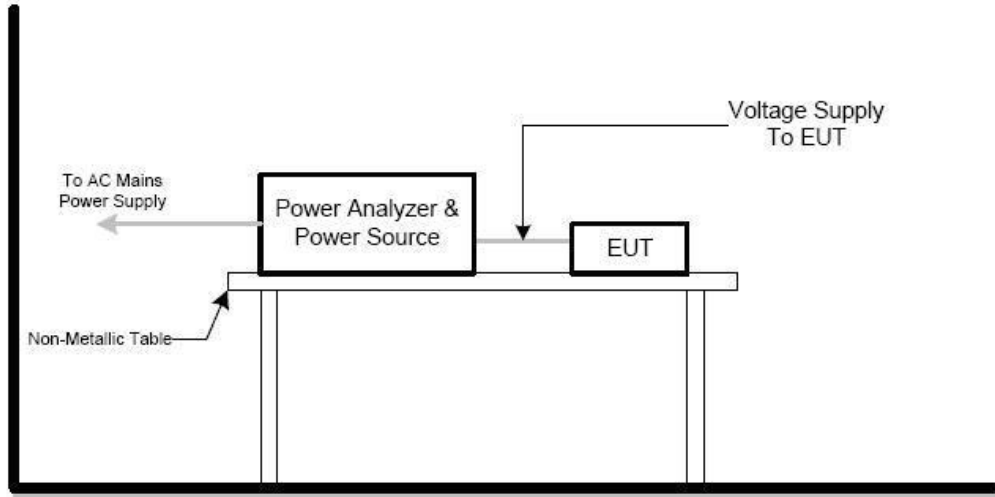 Voltage Supply
To EUT
To AC Mains
Power Supply
Power Analyzer &
Power Source
EUT
Non-Metallic Table